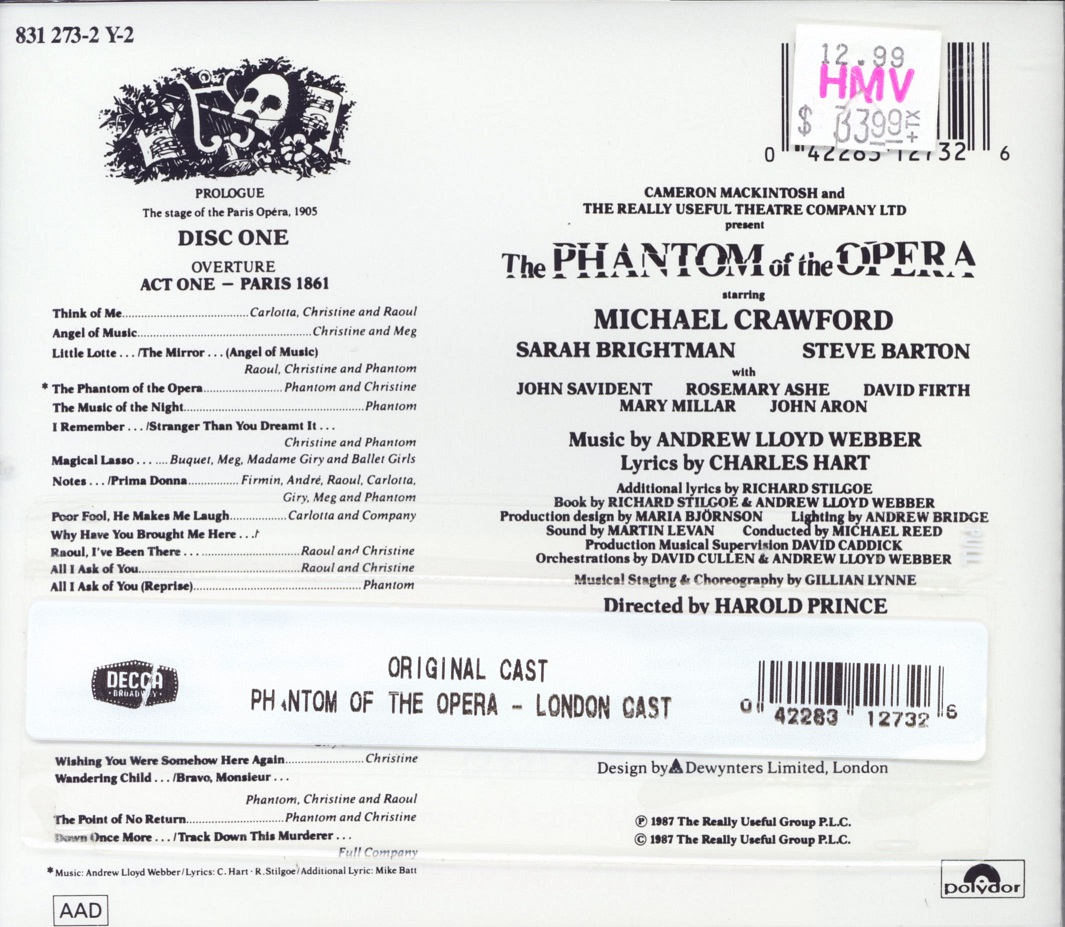 831 273-2 Y-2
PROLOGUE
The stage of the Paris Opéra, 1905
DISC ONE
OVERTURE
ACT ONE – PARIS 1861
Think of Me......Carlotta, Christine and Raoul
Angel of Music......Christine and Meg
Little Lotte . . . /The Mirror . . . (Angel of Music)
Raoul, Christine and Phantom
* The Phantom of the Opera......Phantom and Christine
The Music of the Night......Phantom
I Remember . . . /Stranger Than You Dreamt It . . .
Christine and Phantom
Magical Lasso . . . ....Buquet, Meg, Madame Giry and Ballet Girls
Notes . . . /Prima Donna......Firmin, André, Raoul, Carlotta,
Giry, Meg and Phantom
Poor Fool, He Makes Me Laugh......Carlotta and Company
Why Have You Brought Me Here . . ./
Raoul, I've Been There . . . ......Raoul and Christine
All I Ask of You......Raoul and Christine
All I Ask of You (Reprise)......Phantom
12.99
HMV
$ 3399 +TX
0 42283 12732 6
CAMERON MACKINTOSH and
THE REALLY USEFUL THEATRE COMPANY LTD
present
The PHANTOM of the OPERA
starring
MICHAEL CRAWFORD
SARAH BRIGHTMAN STEVE BARTON
with
JOHN SAVIDENT ROSEMARY ASHE DAVID FIRTH
MARY MILLAR JOHN ARON
Music by ANDREW LLOYD WEBBER
Lyrics by CHARLES HART
Additional lyrics by RICHARD STILGOE
Book by RICHARD STILGOE & ANDREW LLOYD WEBBER
Production design by MARIA BJÖRNSON Lighting by ANDREW BRIDGE
Sound by MARTIN LEVAN Conducted by MICHAEL REED
Production Musical Supervision DAVID CADDICK
Orchestrations by DAVID CULLEN & ANDREW LLOYD WEBBER
Musical Staging & Choreography by GILLIAN LYNNE
Directed by HAROLD PRINCE
DECCA
BROADWAY
ORIGINAL CAST
PHANTOM OF THE OPERA - LONDON CAST
0 42283 12732 6
Wishing You Were Somehow Here Again......Christine
Wandering Child . . . /Bravo, Monsieur . . .
Phantom, Christine and Raoul
The Point of No Return......Phantom and Christine
Down Once More . . . /Track Down This Murderer . . .
Full Company
* Music: Andrew Lloyd Webber/Lyrics: C. Hart · R. Stilgoe/Additional Lyric: Mike Batt
AAD
Design by Dewynters Limited, London
℗ 1987 The Really Useful Group P.L.C.
© 1987 The Really Useful Group P.L.C.
polydor